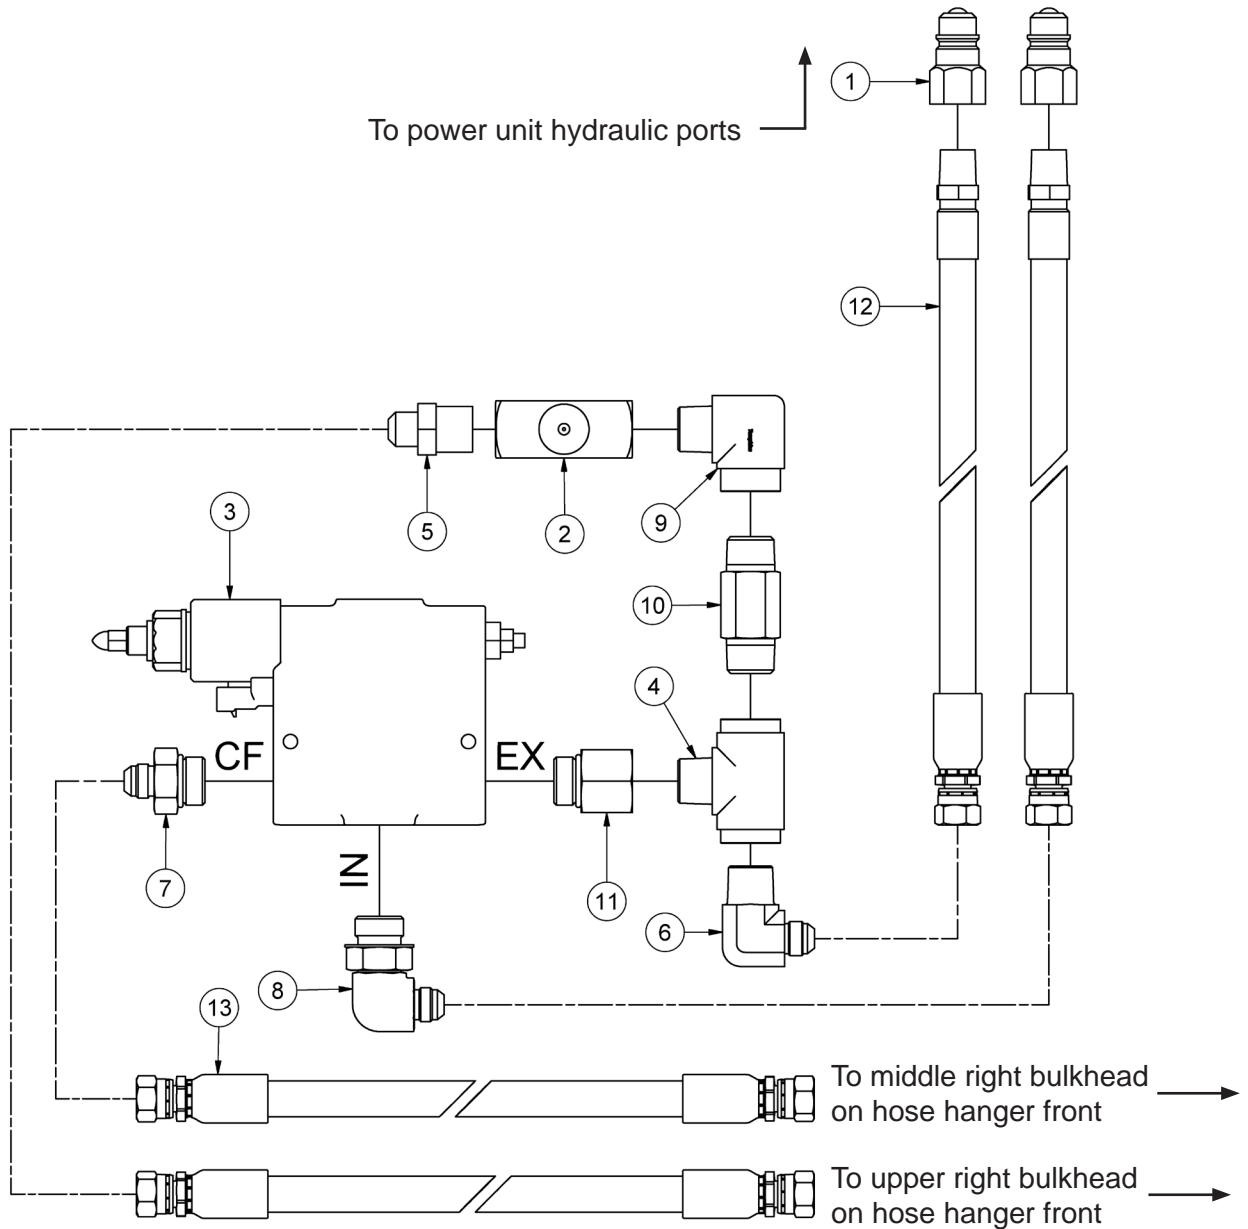 1
To power unit hydraulic ports
12
3
5
2
9
10
4
CF
EX
7
IN
11
6
8
13
To middle right bulkhead
on hose hanger front
To upper right bulkhead
on hose hanger front